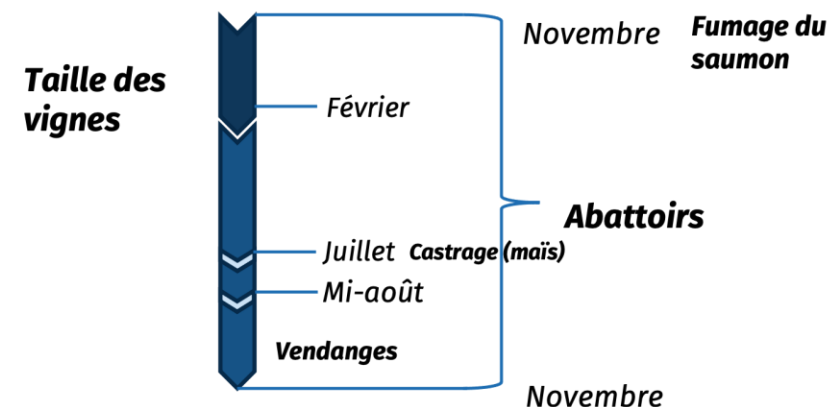 Novembre
Fumage du
saumon
Taille des
vignes
Février
Abattoirs
Juillet Castrage (maïs)
Mi-août
Vendanges
Novembre